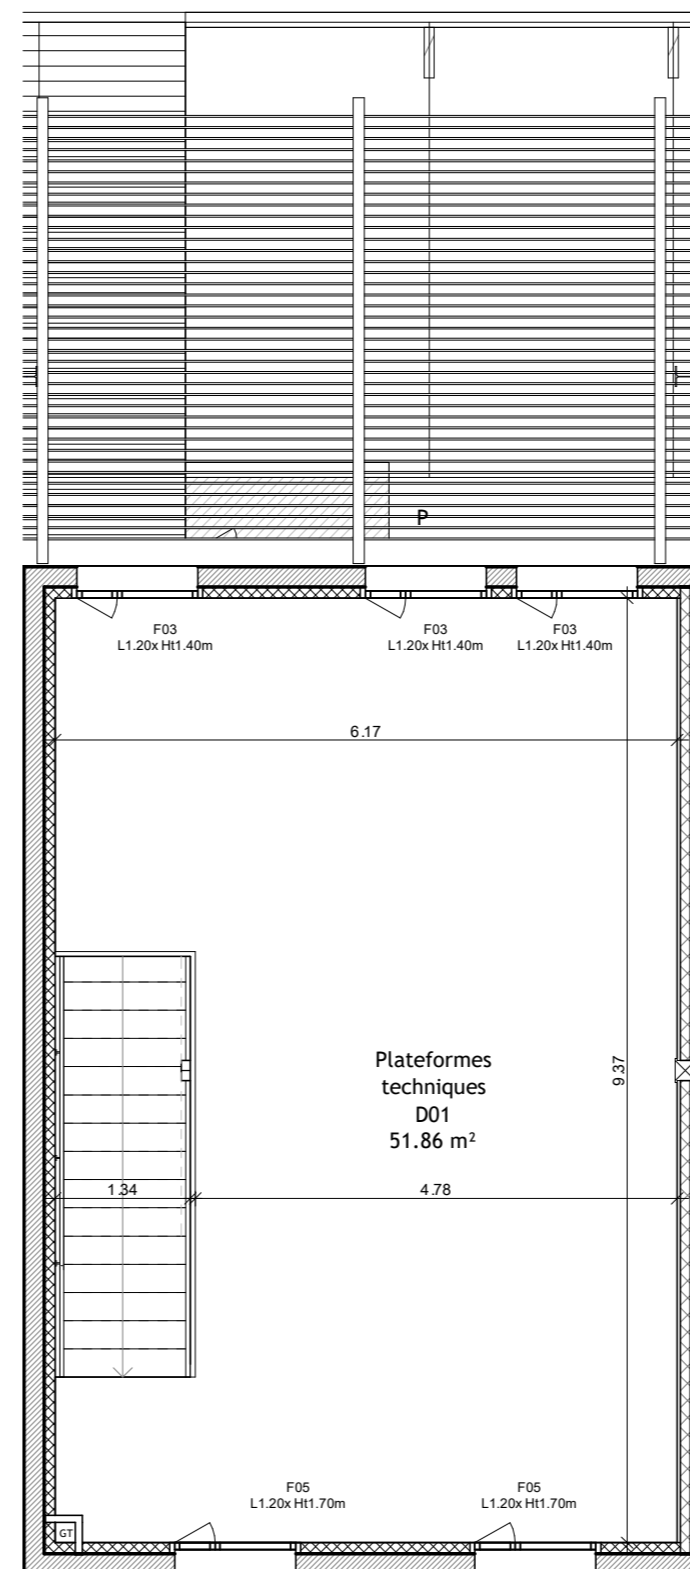 P
F03
L1.20x Ht1.40m
F03
L1.20x Ht1.40m
F03
L1.20x Ht1.40m
6.17
9.37
Plateformes
techniques
D01
51.86 m²
1.34
4.78
F05
L1.20x Ht1.70m
F05
L1.20x Ht1.70m
GT